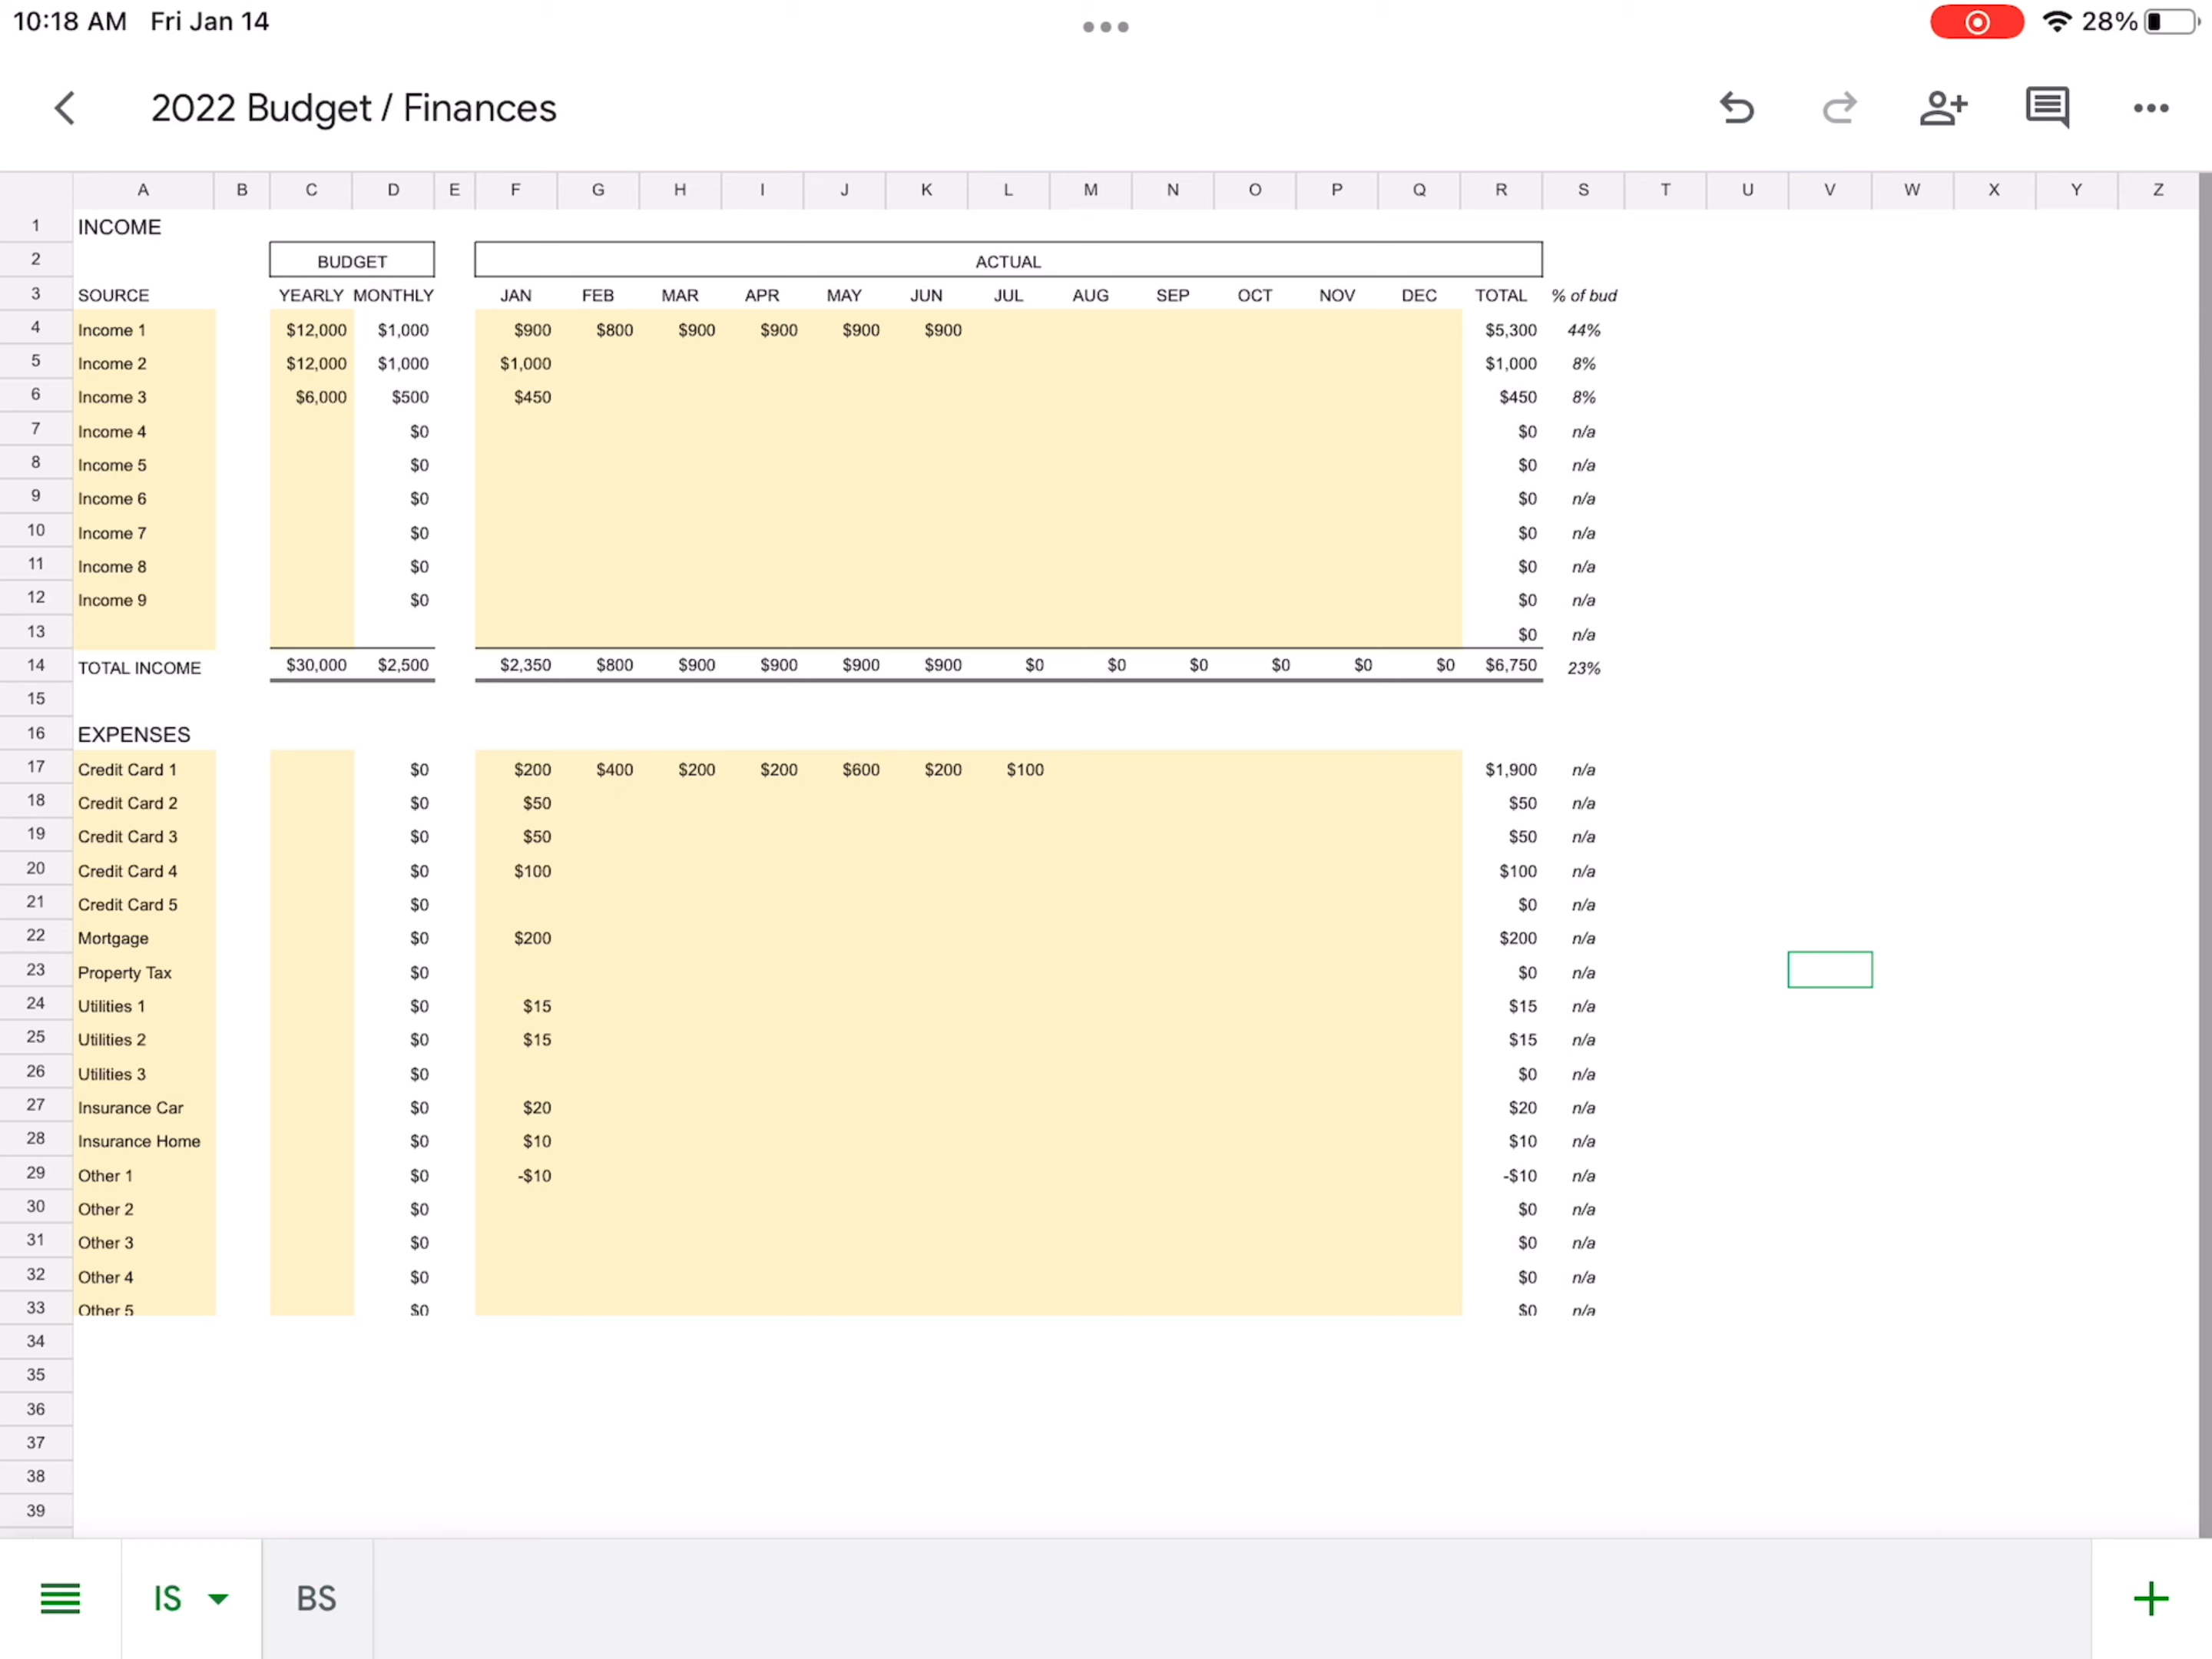 10:18 AM Fri Jan 14 28%
2022 Budget / Finances
A B C D E F G H I J K L M N O P Q R S T U V W X Y Z
1 INCOME
2 BUDGET ACTUAL
3 SOURCE YEARLY MONTHLY JAN FEB MAR APR MAY JUN JUL AUG SEP OCT NOV DEC TOTAL % of bud
4 Income 1 $12,000 $1,000 $900 $800 $900 $900 $900 $900 $5,300 44%
5 Income 2 $12,000 $1,000 $1,000 $1,000 8%
6 Income 3 $6,000 $500 $450 $450 8%
7 Income 4 $0 $0 n/a
8 Income 5 $0 $0 n/a
9 Income 6 $0 $0 n/a
10 Income 7 $0 $0 n/a
11 Income 8 $0 $0 n/a
12 Income 9 $0 $0 n/a
13 $0 n/a
14 TOTAL INCOME $30,000 $2,500 $2,350 $800 $900 $900 $900 $900 $0 $0 $0 $0 $0 $0 $6,750 23%
15
16 EXPENSES
17 Credit Card 1 $0 $200 $400 $200 $200 $600 $200 $100 $1,900 n/a
18 Credit Card 2 $0 $50 $50 n/a
19 Credit Card 3 $0 $50 $50 n/a
20 Credit Card 4 $0 $100 $100 n/a
21 Credit Card 5 $0 $0 n/a
22 Mortgage $0 $200 $200 n/a
23 Property Tax $0 $0 n/a
24 Utilities 1 $0 $15 $15 n/a
25 Utilities 2 $0 $15 $15 n/a
26 Utilities 3 $0 $0 n/a
27 Insurance Car $0 $20 $20 n/a
28 Insurance Home $0 $10 $10 n/a
29 Other 1 $0 -$10 -$10 n/a
30 Other 2 $0 $0 n/a
31 Other 3 $0 $0 n/a
32 Other 4 $0 $0 n/a
33 Other 5 $0 $0 n/a
34
35
36
37
38
39
IS BS